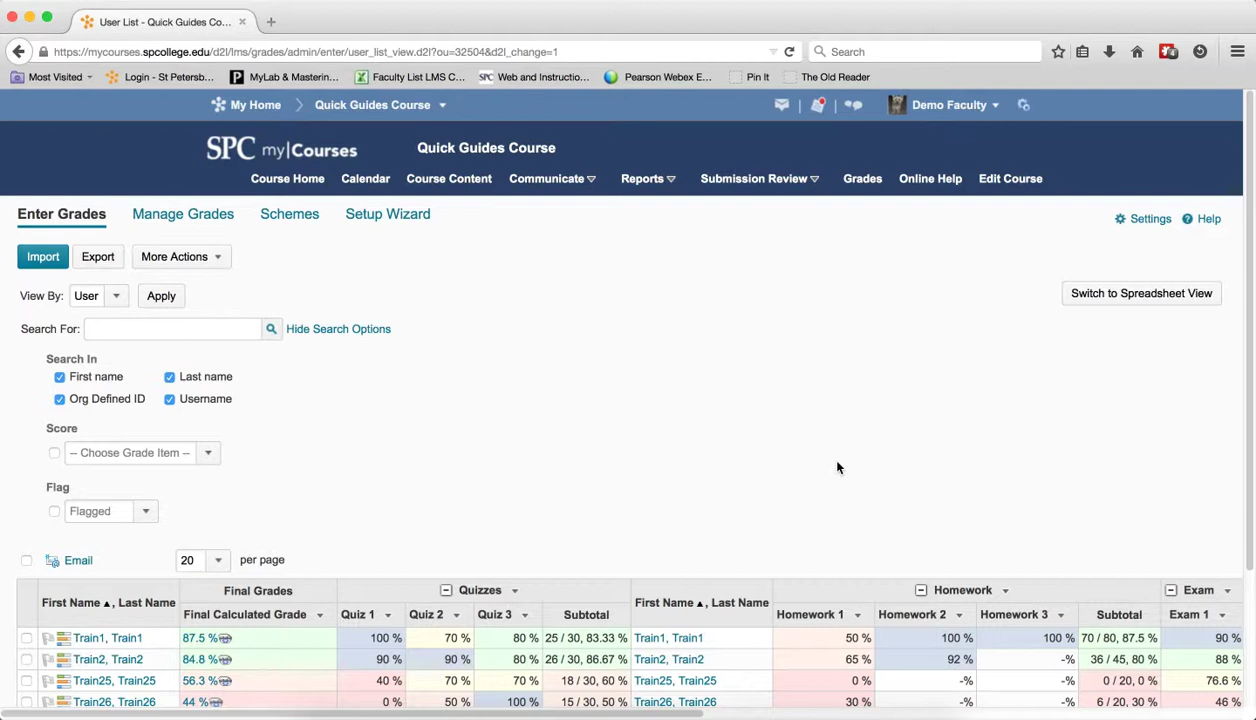 User List - Quick Guides Co...
https://mycourses.spcollege.edu/d2l/lms/grades/admin/enter/user_list_view.d2l?ou=32504&d2l_change=1
Search
Most Visited Login - St Petersb... P MyLab & Masterin... Faculty List LMS C... SPC Web and Instructio... Pearson Webex E... Pin It The Old Reader
My Home Quick Guides Course Demo Faculty
SPC my|Courses Quick Guides Course
Course Home Calendar Course Content Communicate Reports Submission Review Grades Online Help Edit Course
Enter Grades Manage Grades Schemes Setup Wizard Settings Help
Import Export More Actions
View By: User Apply Switch to Spreadsheet View
Search For: Hide Search Options
Search In
First name Last name
Org Defined ID Username
Score
-- Choose Grade Item --
Flag
Flagged
Email 20 per page
Final Grades Quizzes Homework Exam
First Name ▲, Last Name Final Calculated Grade Quiz 1 Quiz 2 Quiz 3 Subtotal First Name ▲, Last Name Homework 1 Homework 2 Homework 3 Subtotal Exam 1
Train1, Train1 87.5 % 100 % 70 % 80 % 25 / 30, 83.33 % Train1, Train1 50 % 100 % 100 % 70 / 80, 87.5 % 90 %
Train2, Train2 84.8 % 90 % 90 % 80 % 26 / 30, 86.67 % Train2, Train2 65 % 92 % -% 36 / 45, 80 % 88 %
Train25, Train25 56.3 % 40 % 70 % 70 % 18 / 30, 60 % Train25, Train25 0 % -% -% 0 / 20, 0 % 76.6 %
Train26, Train26 44 % 0 % 50 % 100 % 15 / 30, 50 % Train26, Train26 30 % -% -% 6 / 20, 30 % 46 %